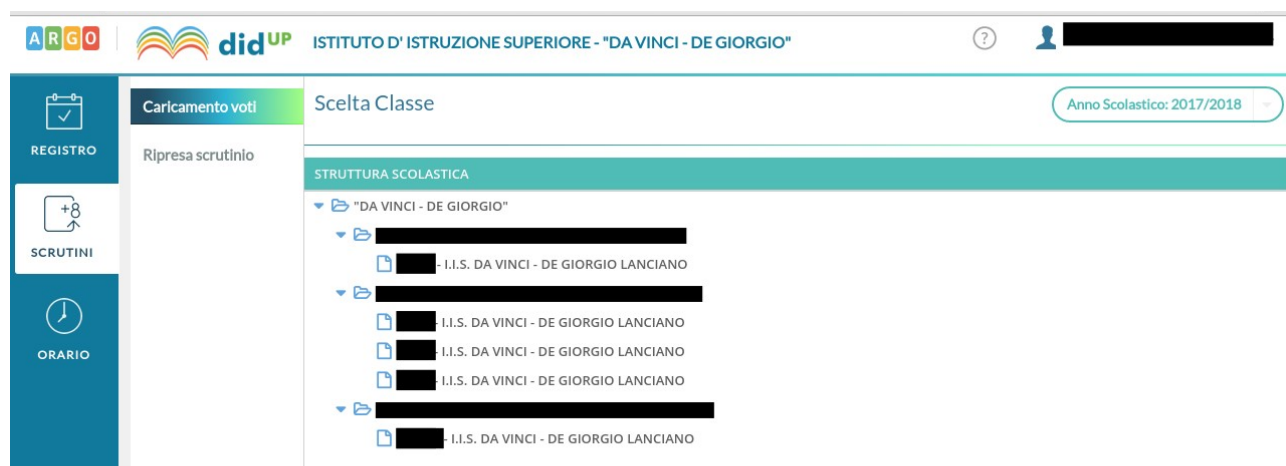 ARGO didUP ISTITUTO D' ISTRUZIONE SUPERIORE - "DA VINCI - DE GIORGIO" ?
REGISTRO
SCRUTINI
ORARIO
Caricamento voti
Ripresa scrutinio
Scelta Classe
Anno Scolastico: 2017/2018
STRUTTURA SCOLASTICA
"DA VINCI - DE GIORGIO"
- I.I.S. DA VINCI - DE GIORGIO LANCIANO
- I.I.S. DA VINCI - DE GIORGIO LANCIANO
- I.I.S. DA VINCI - DE GIORGIO LANCIANO
- I.I.S. DA VINCI - DE GIORGIO LANCIANO
- I.I.S. DA VINCI - DE GIORGIO LANCIANO